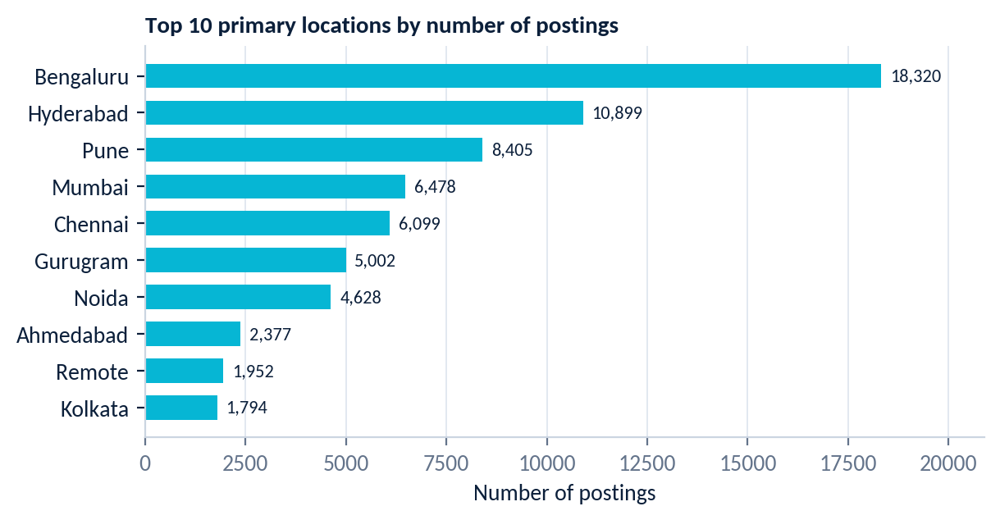 Top 10 primary locations by number of postings
Bengaluru 18,320
Hyderabad 10,899
Pune 8,405
Mumbai 6,478
Chennai 6,099
Gurugram 5,002
Noida 4,628
Ahmedabad 2,377
Remote 1,952
Kolkata 1,794
0 2500 5000 7500 10000 12500 15000 17500 20000
Number of postings